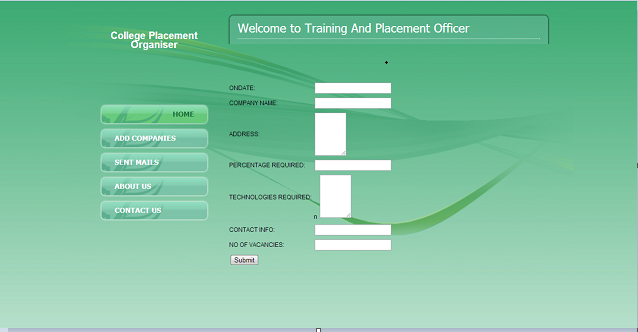 College Placement
Organiser
Welcome to Training And Placement Officer
HOME
ADD COMPANIES
SENT MAILS
ABOUT US
CONTACT US
ONDATE:
COMPANY NAME:
ADDRESS:
PERCENTAGE REQUIRED:
TECHNOLOGIES REQUIRED:
n
CONTACT INFO:
NO OF VACANCIES:
Submit